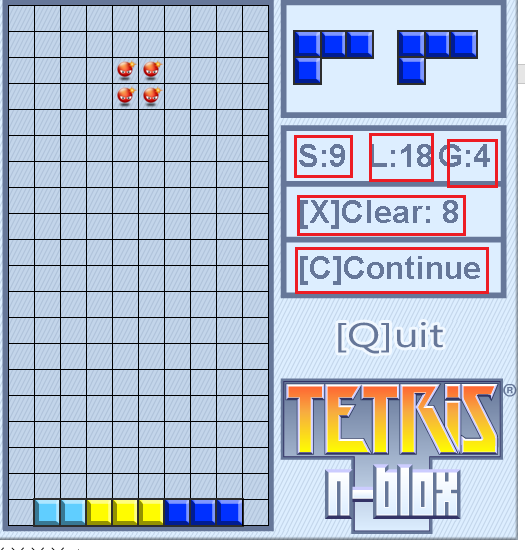 S:9 L:18 G:4
[X]Clear: 8
[C]Continue
[Q]uit
TETRIS®
n-blox